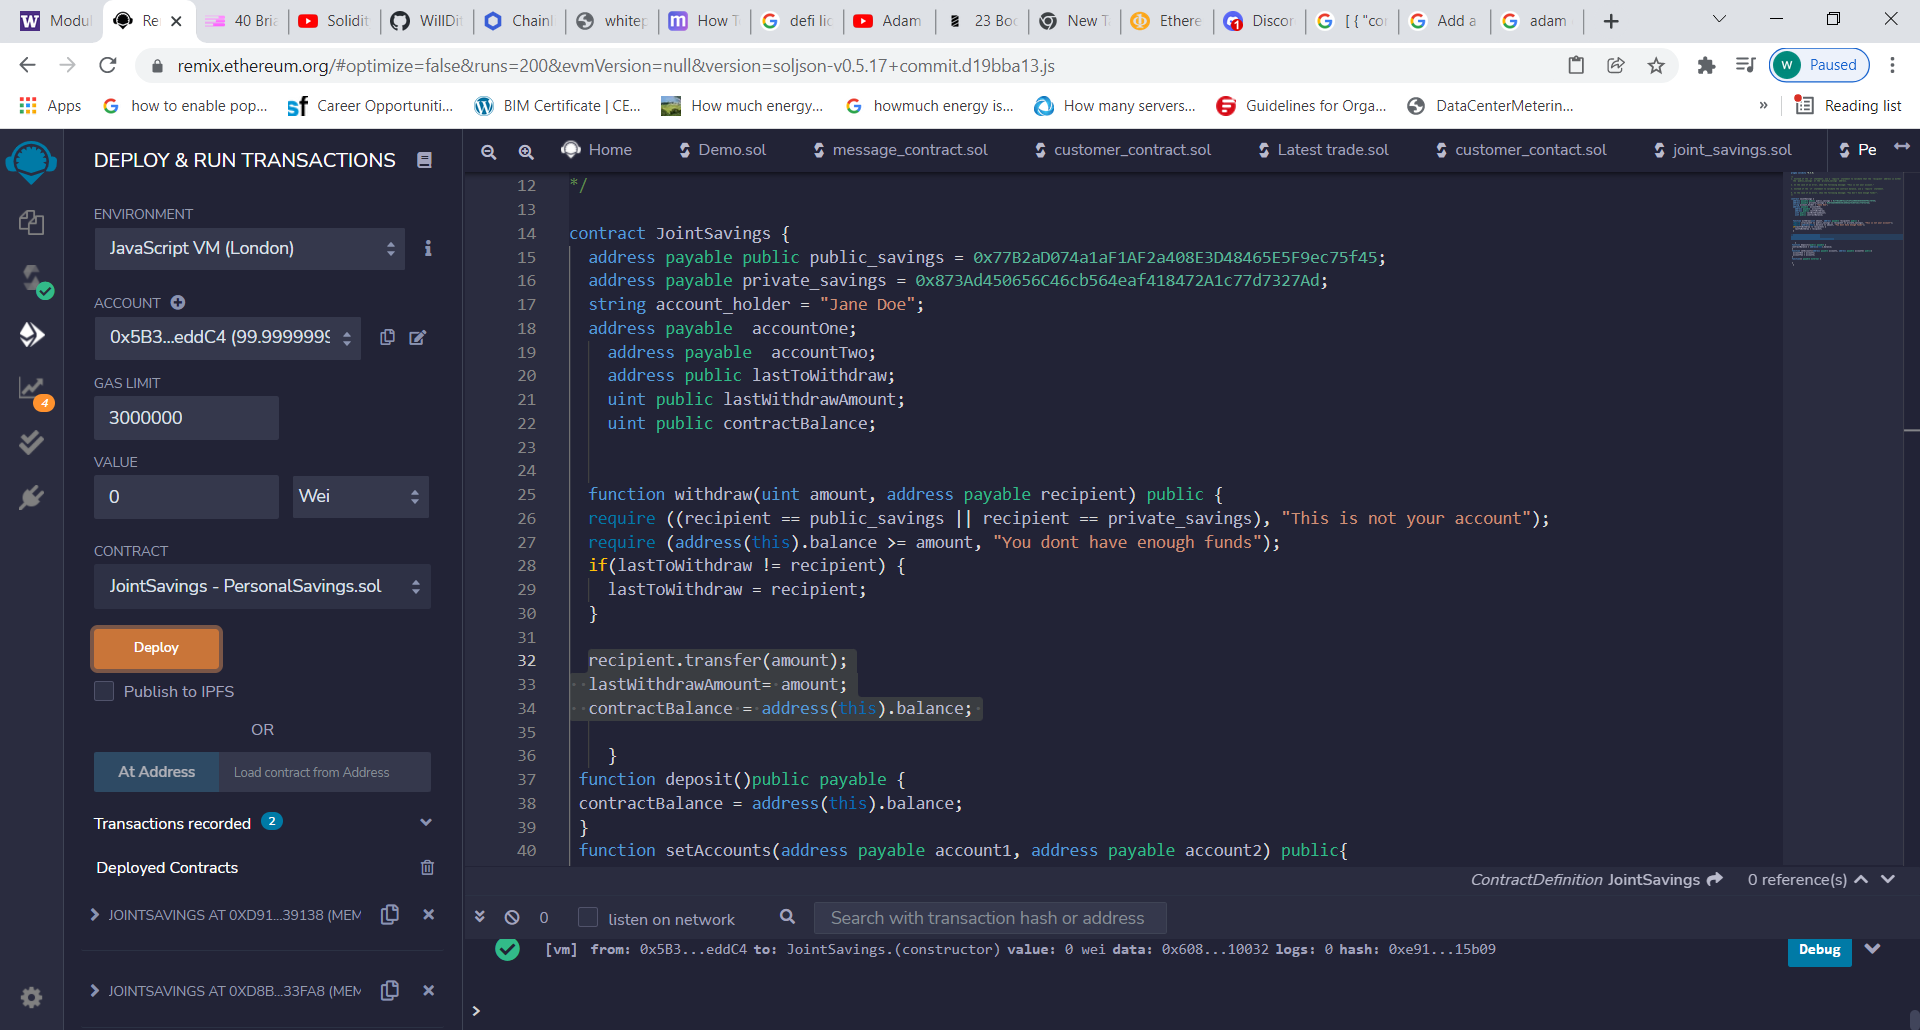 Modul
Re
40 Bria
Solidit
WillDit
Chainl
whitep
How T
defi lic
Adam
23 Boo
New T
Ethere
Discor
[ { "co
Add a
adam
remix.ethereum.org/#optimize=false&runs=200&evmVersion=null&version=soljson-v0.5.17+commit.d19bba13.js
W Paused
Apps
how to enable pop...
Career Opportuniti...
BIM Certificate | CE...
How much energy...
howmuch energy is...
How many servers...
Guidelines for Orga...
DataCenterMeterin...
»
Reading list
DEPLOY & RUN TRANSACTIONS
ENVIRONMENT
JavaScript VM (London)
ACCOUNT
0x5B3...eddC4 (99.9999999
GAS LIMIT
3000000
4
VALUE
0
Wei
CONTRACT
JointSavings - PersonalSavings.sol
Deploy
Publish to IPFS
OR
At Address
Load contract from Address
Transactions recorded 2
Deployed Contracts
JOINTSAVINGS AT 0XD91...39138 (MEM
JOINTSAVINGS AT 0XD8B...33FA8 (MEM
Home
Demo.sol
message_contract.sol
customer_contract.sol
Latest trade.sol
customer_contact.sol
joint_savings.sol
Pe
12 */
13
14 contract JointSavings {
15 address payable public public_savings = 0x77B2aD074a1aF1AF2a408E3D48465E5F9ec75f45;
16 address payable private_savings = 0x873Ad450656C46cb564eaf418472A1c77d7327Ad;
17 string account_holder = "Jane Doe";
18 address payable  accountOne;
19 address payable  accountTwo;
20 address public lastToWithdraw;
21 uint public lastWithdrawAmount;
22 uint public contractBalance;
23
24
25 function withdraw(uint amount, address payable recipient) public {
26 require ((recipient == public_savings || recipient == private_savings), "This is not your account");
27 require (address(this).balance >= amount, "You dont have enough funds");
28 if(lastToWithdraw != recipient) {
29 lastToWithdraw = recipient;
30 }
31
32 recipient.transfer(amount);
33 lastWithdrawAmount= amount;
34 contractBalance = address(this).balance;
35
36 }
37 function deposit()public payable {
38 contractBalance = address(this).balance;
39 }
40 function setAccounts(address payable account1, address payable account2) public{
ContractDefinition JointSavings 0 reference(s)
0 listen on network
Search with transaction hash or address
[vm] from: 0x5B3...eddC4 to: JointSavings.(constructor) value: 0 wei data: 0x608...10032 logs: 0 hash: 0xe91...15b09
Debug
>